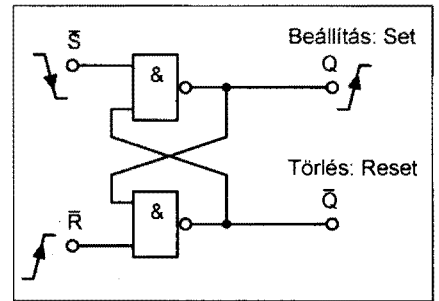 S̅
Beállítás: Set
&
Q
Törlés: Reset
R̅
&
Q̅